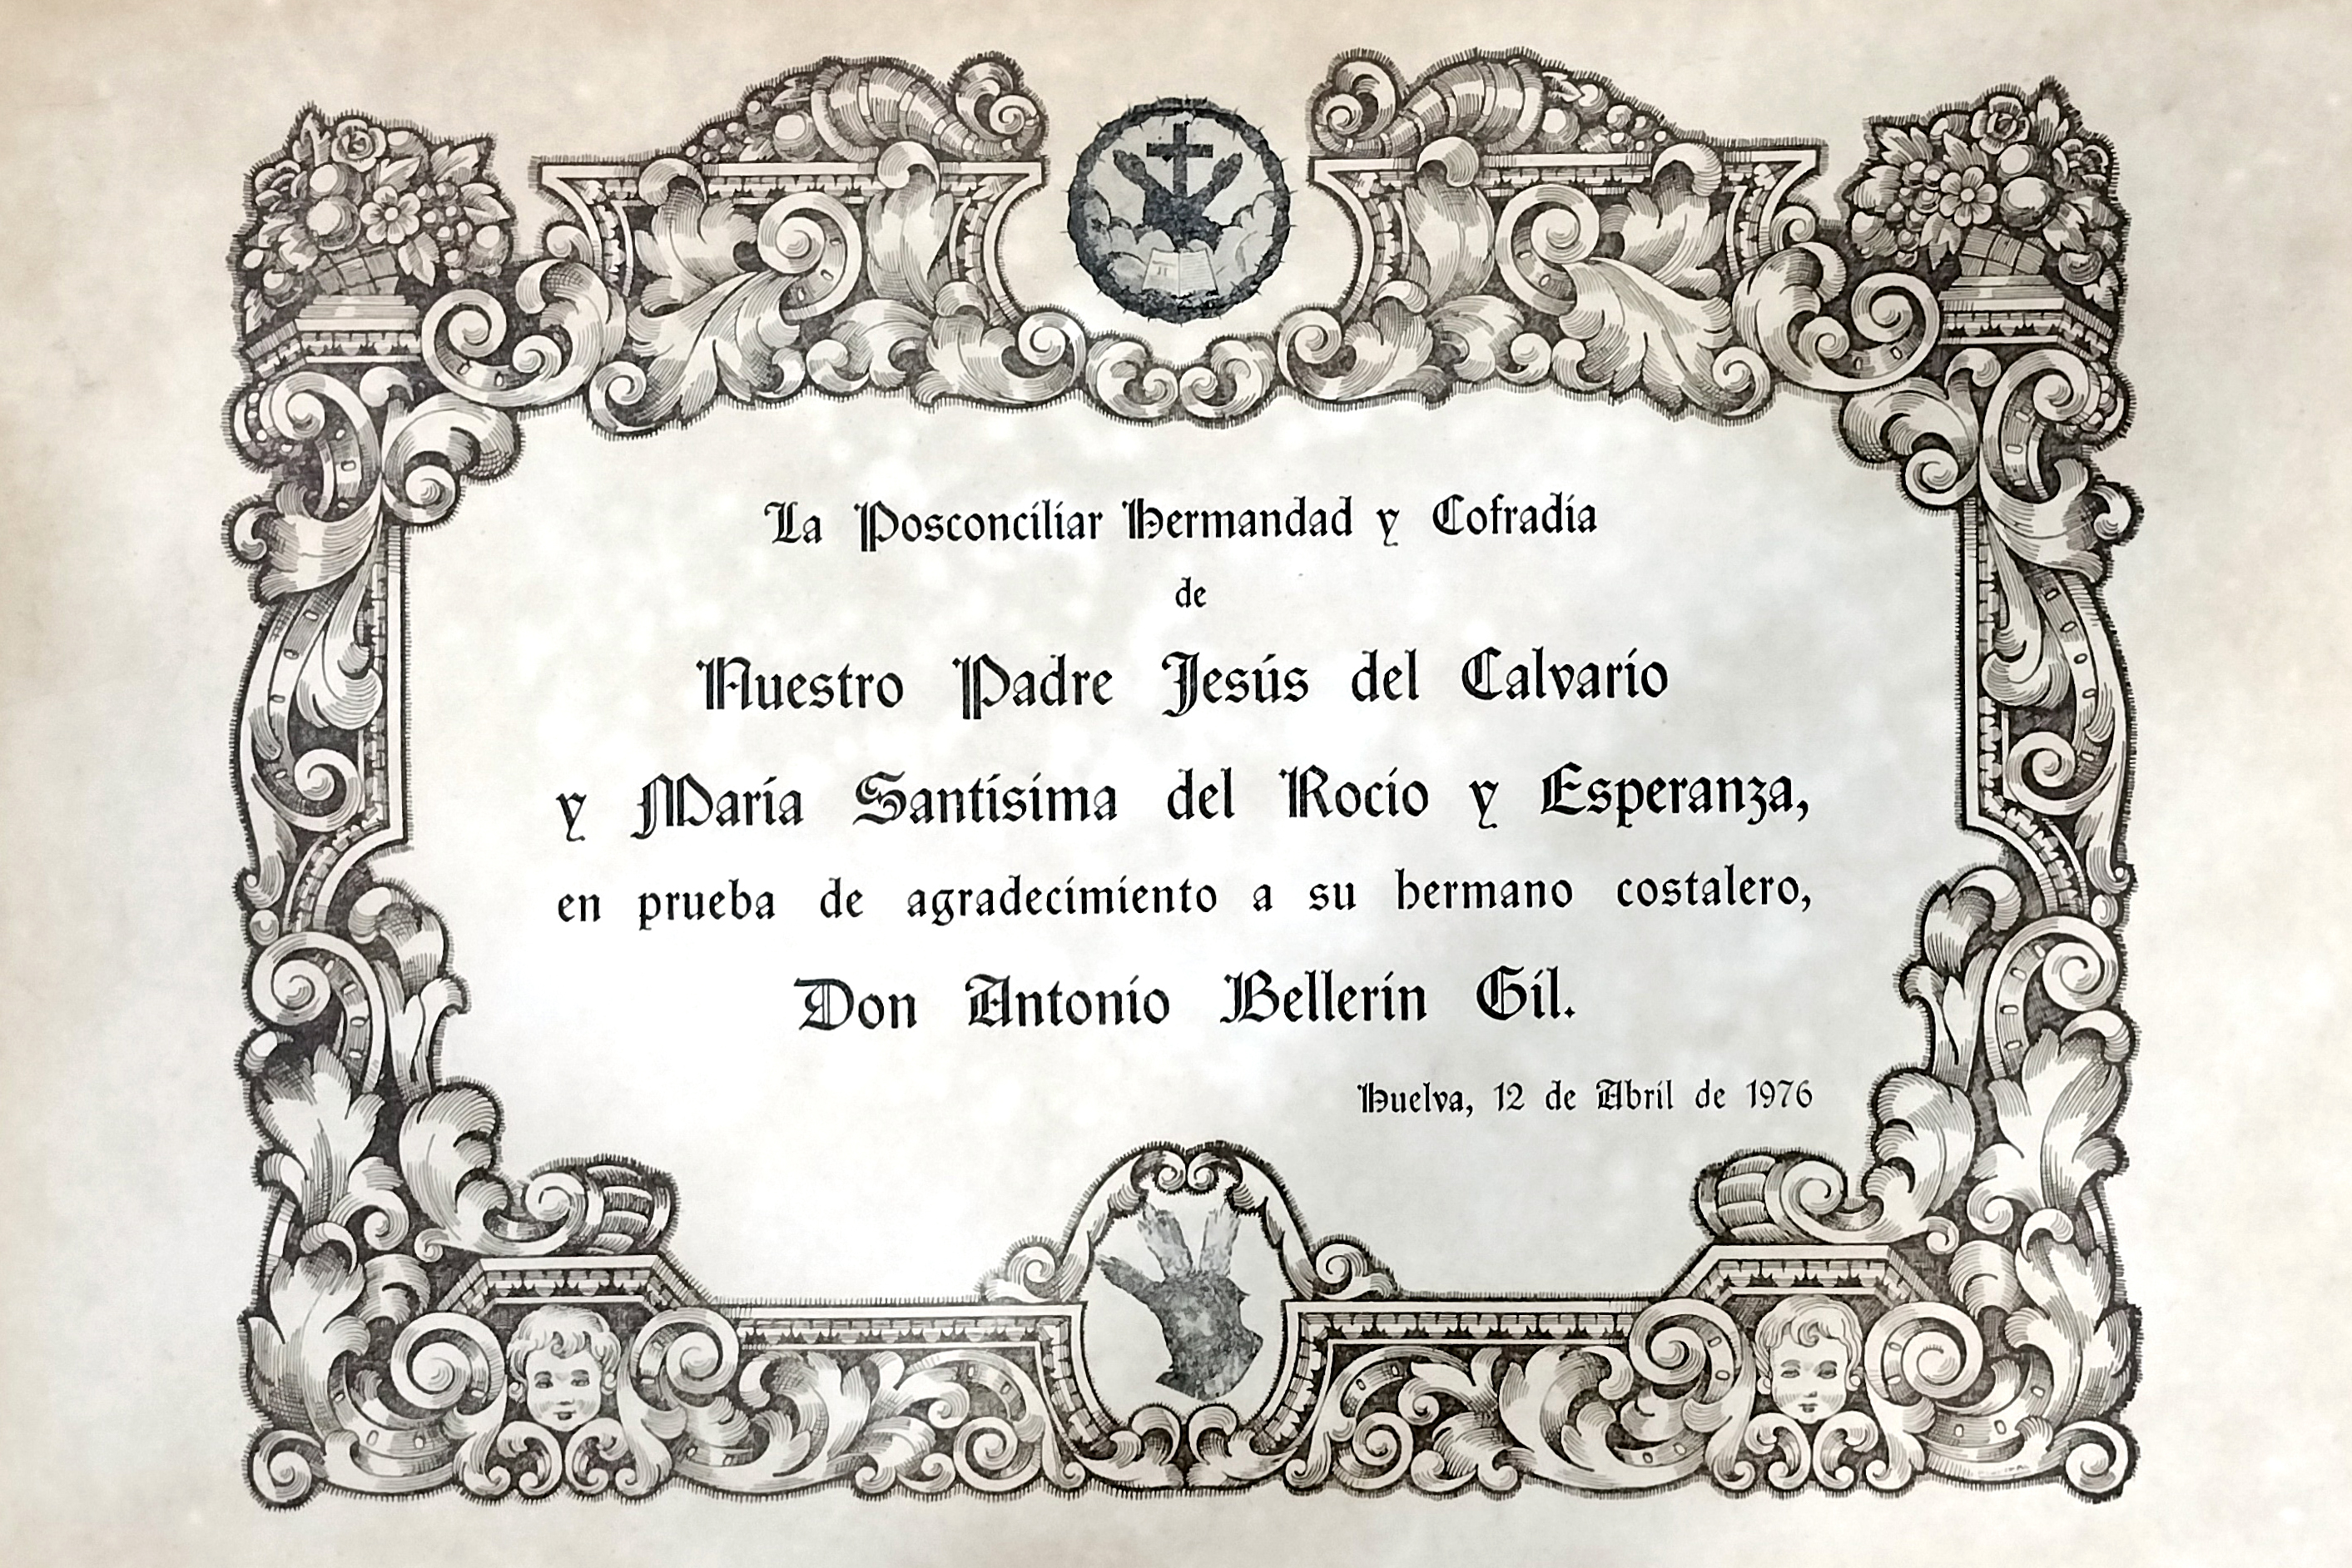 La Posconciliar Hermandad y Cofradía
de
Nuestro Padre Jesús del Calvario
y María Santísima del Rocío y Esperanza,
en prueba de agradecimiento a su hermano costalero,
Don Antonio Bellerín Gil.
Huelva, 12 de Abril de 1976